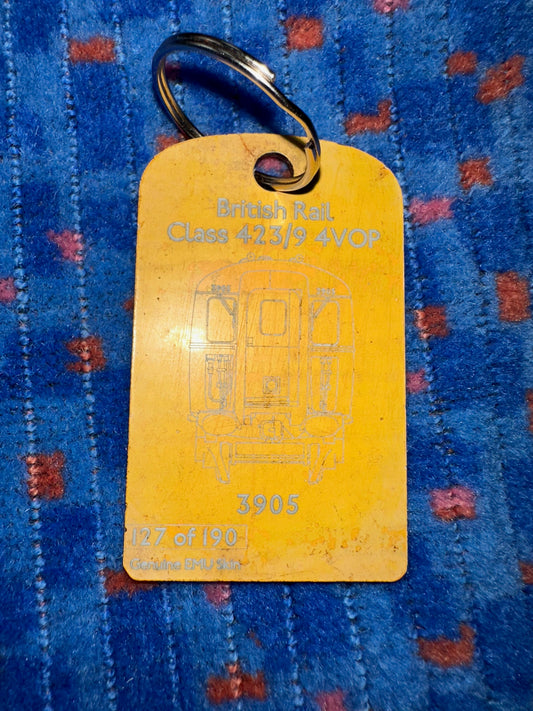 British Rail
Class 423/9 4VOP
3905
127 of 190
Genuine EMU Skin